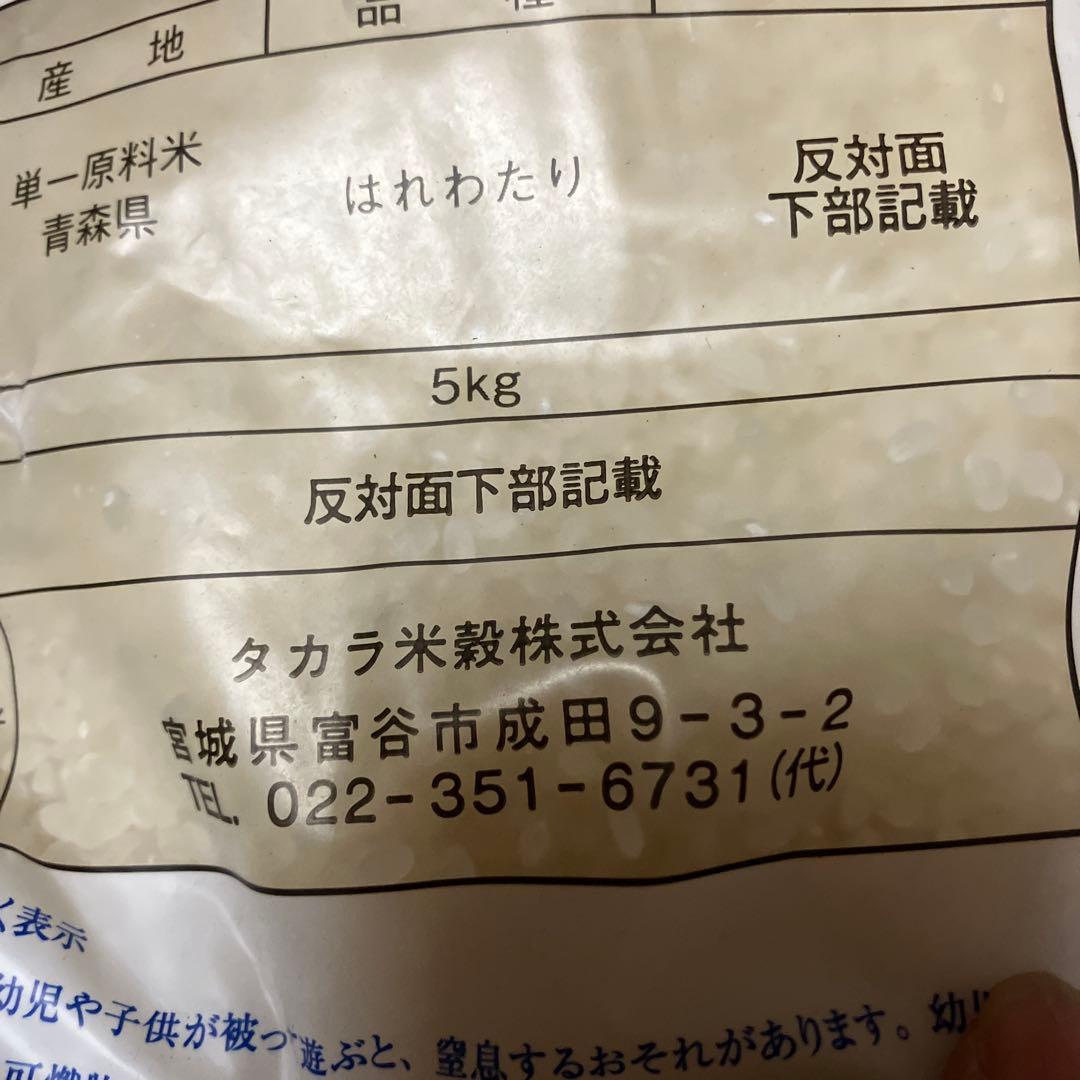 産地
品種
単一原料米
青森県
はれわたり
反対面
下部記載
5kg
反対面下部記載
タカラ米穀株式会社
宮城県富谷市成田9-3-2
TEL. 022-351-6731(代)
く表示
幼児や子供が被って遊ぶと、窒息するおそれがあります。幼